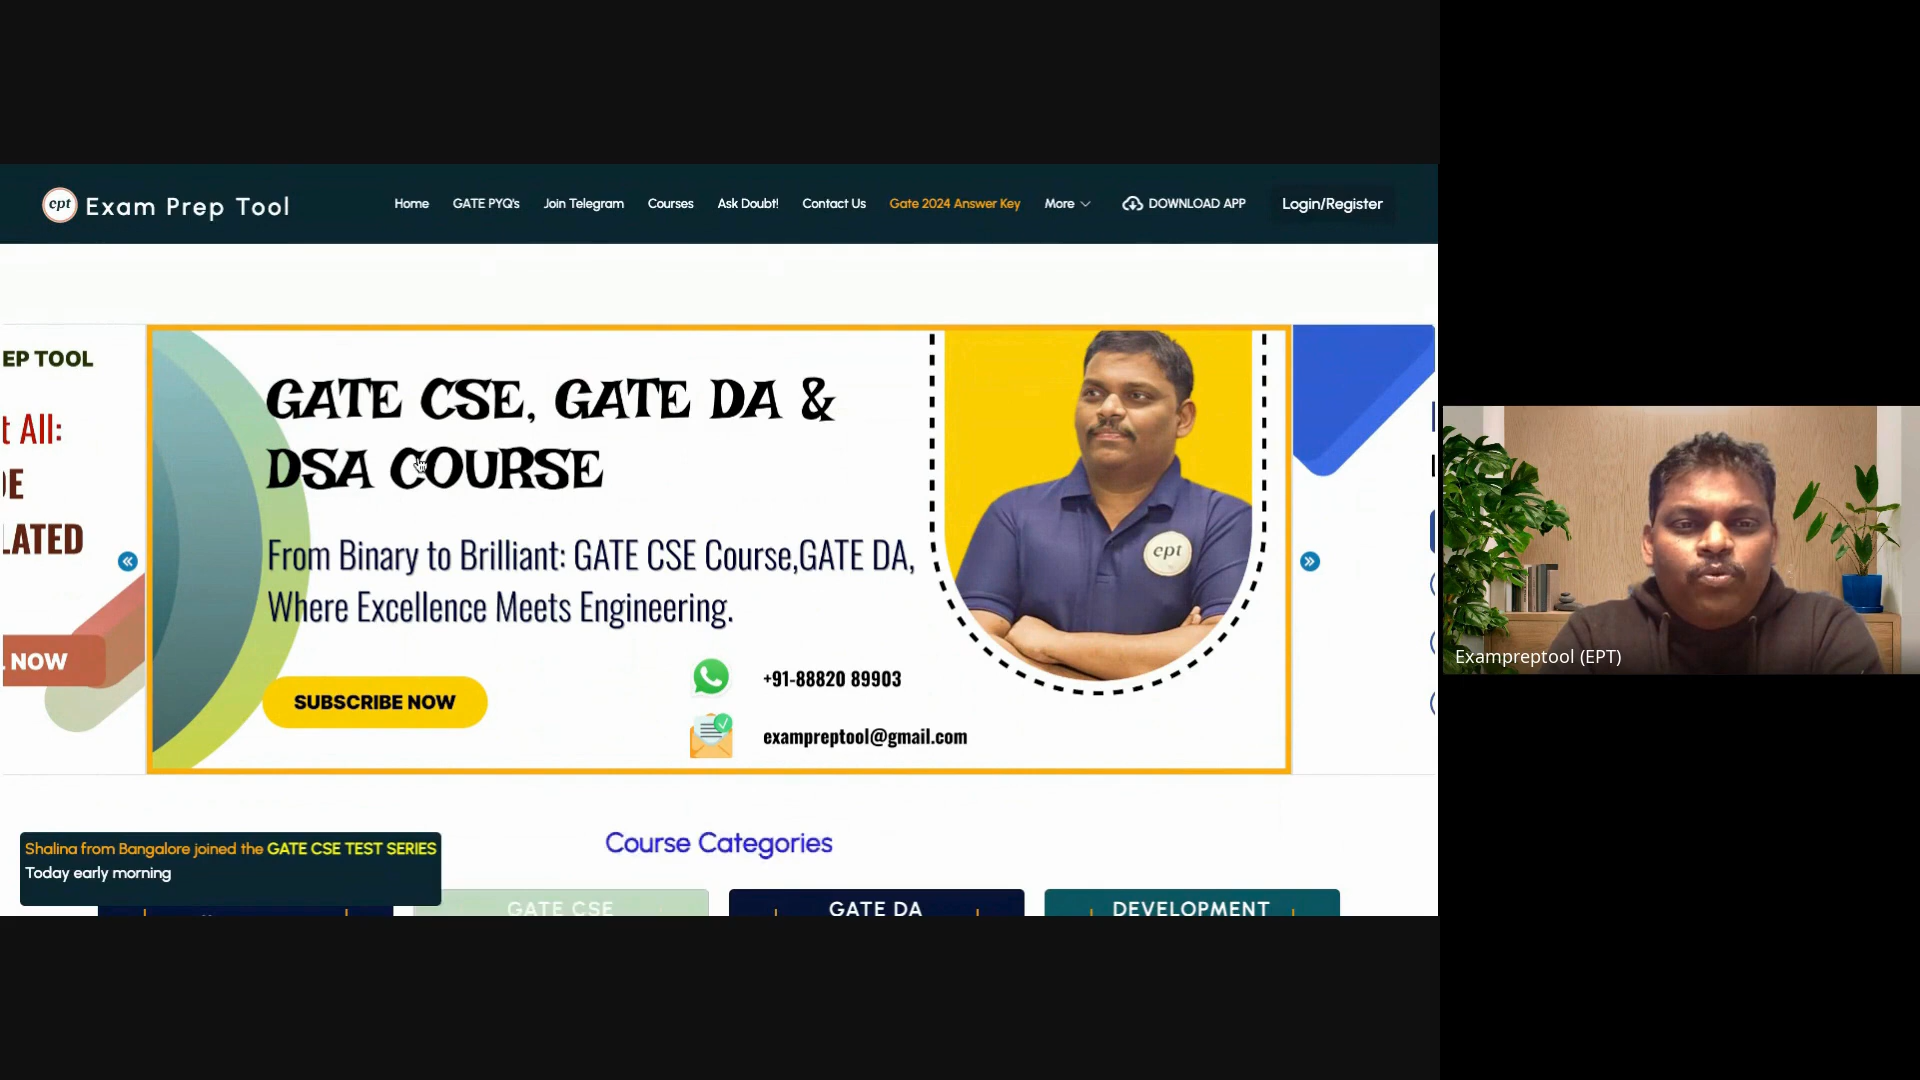 ept Exam Prep Tool
Home GATE PYQ's Join Telegram Courses Ask Doubt! Contact Us Gate 2024 Answer Key More DOWNLOAD APP Login/Register
EP TOOL
t All:
LATED
NOW
GATE CSE, GATE DA &
DSA COURSE
From Binary to Brilliant: GATE CSE Course,GATE DA,
Where Excellence Meets Engineering.
SUBSCRIBE NOW
+91-88820 89903
exampreptool@gmail.com
ept
Exampreptool (EPT)
Course Categories
Shalina from Bangalore joined the GATE CSE TEST SERIES
Today early morning
GATE CSE
GATE DA
DEVELOPMENT